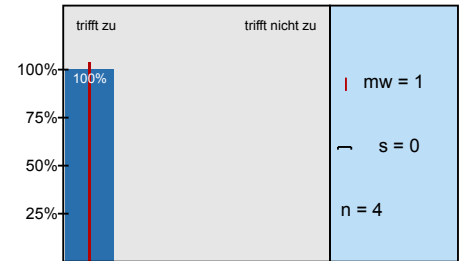 trifft zu trifft nicht zu
100%
100%
mw = 1
75%
s = 0
50%
25%
n = 4